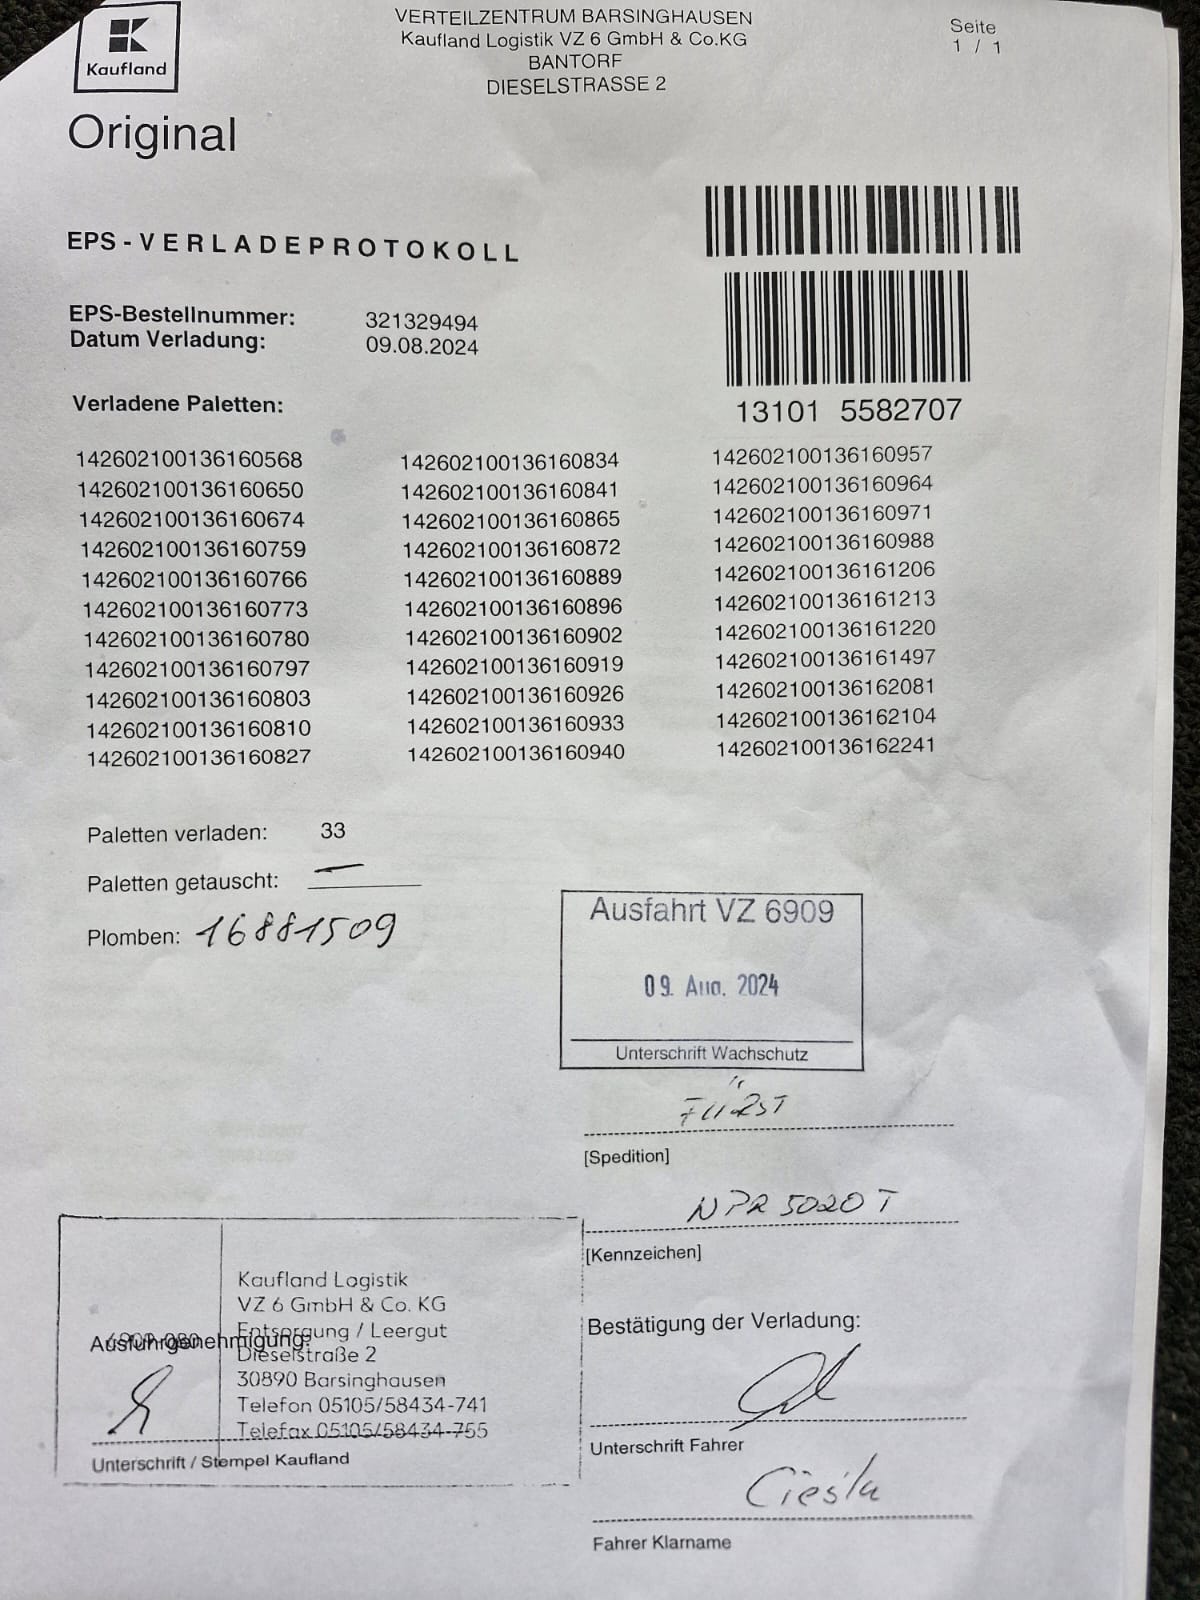 Kaufland
VERTEILZENTRUM BARSINGHAUSEN
Kaufland Logistik VZ 6 GmbH & Co.KG
BANTORF
DIESELSTRASSE 2
Seite
1 / 1
Original
EPS-VERLADEPROTOKOLL
EPS-Bestellnummer: 321329494
Datum Verladung: 09.08.2024
13101 5582707
Verladene Paletten:
142602100136160568 142602100136160834 142602100136160957
142602100136160650 142602100136160841 142602100136160964
142602100136160674 142602100136160865 142602100136160971
142602100136160759 142602100136160872 142602100136160988
142602100136160766 142602100136160889 142602100136161206
142602100136160773 142602100136160896 142602100136161213
142602100136160780 142602100136160902 142602100136161220
142602100136160797 142602100136160919 142602100136161497
142602100136160803 142602100136160926 142602100136162081
142602100136160810 142602100136160933 142602100136162104
142602100136160827 142602100136160940 142602100136162241
Paletten verladen: 33
Paletten getauscht: —
Plomben: 16881509
Ausfahrt VZ 6909
09. Aug. 2024
Unterschrift Wachschutz
FÜRST
[Spedition]
NPR 5020T
[Kennzeichen]
Kaufland Logistik
VZ 6 GmbH & Co. KG
Entsorgung / Leergut
Ausfuhrgenehmigung:
Dieselstraße 2
30890 Barsinghausen
Telefon 05105/58434-741
Telefax 05105/58434-755
Unterschrift / Stempel Kaufland
Bestätigung der Verladung:
Unterschrift Fahrer
Cieśla
Fahrer Klarname